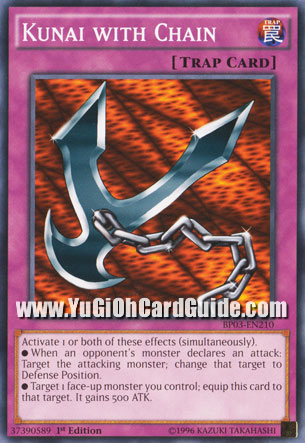 KUNAI WITH CHAIN
TRAP
罠
[TRAP CARD]
www.YuGiOhCardGuide.com
BP03-EN210
Activate 1 or both of these effects (simultaneously).
● When an opponent's monster declares an attack:
Target the attacking monster; change that target to
Defense Position.
● Target 1 face-up monster you control; equip this card
to that target. It gains 500 ATK.
37390589 1st Edition ©1996 KAZUKI TAKAHASHI